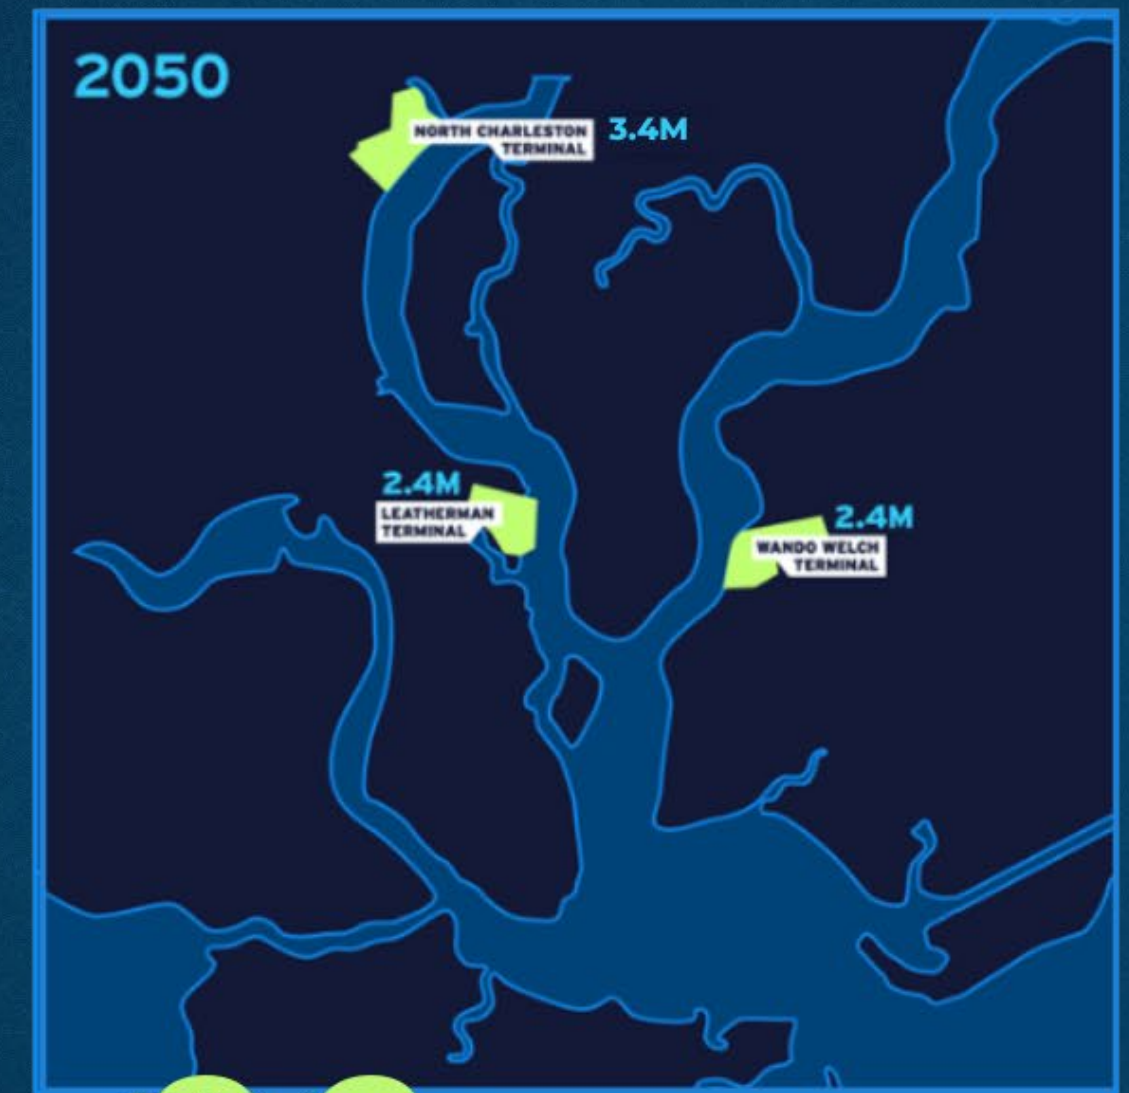 2050
NORTH CHARLESTON
TERMINAL
3.4M
2.4M
LEATHERMAN
TERMINAL
2.4M
WANDO WELCH
TERMINAL